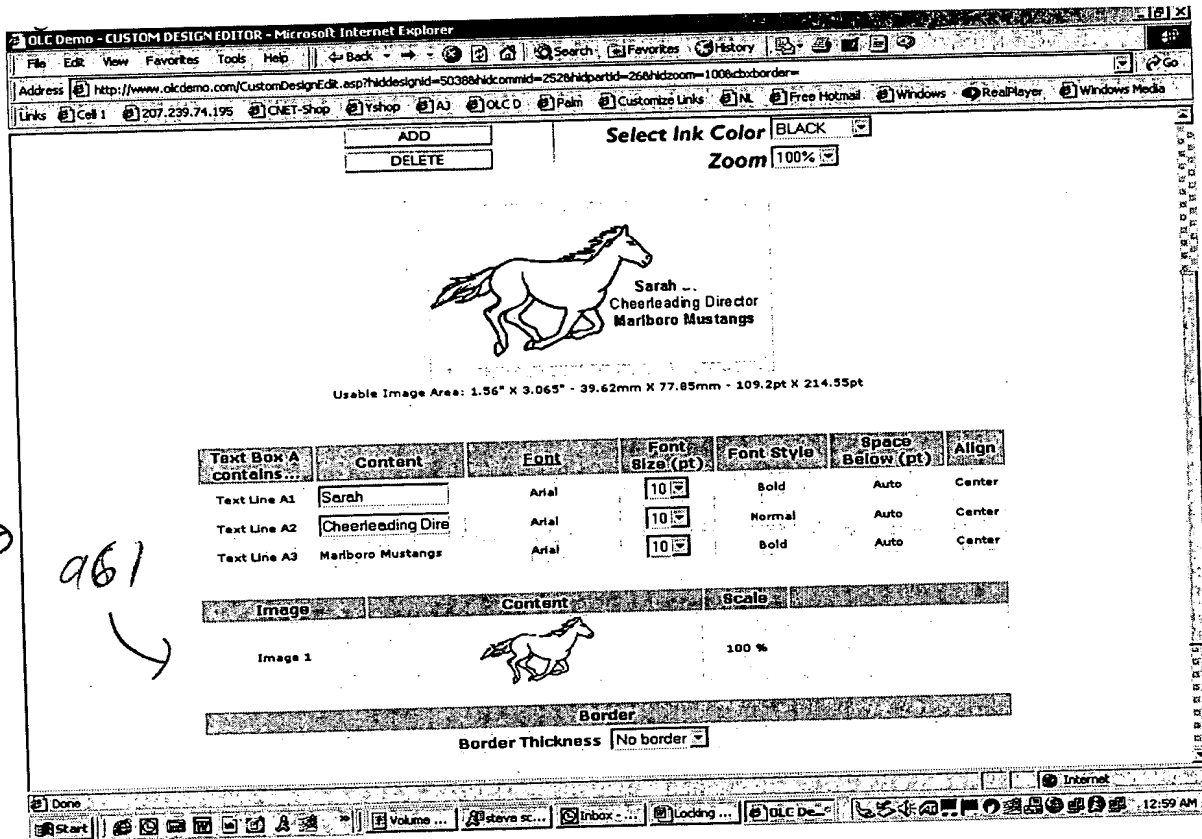 OLC Demo - CUSTOM DESIGN EDITOR - Microsoft Internet Explorer
File Edit View Favorites Tools Help Back Search Favorites History
Address http://www.olcdemo.com/CustomDesignEdit.asp?hiddesignid=5038&hidcommid=252&hidpartid=26&hidzoom=100&cbxborder= Go
Links Cell 1 207.239.74.195 CNET-Shop Yshop AJ OLC D Palm Customize Links NL Free Hotmail Windows RealPlayer Windows Media
ADD Select Ink Color BLACK
DELETE Zoom 100%
Sarah
Cheerleading Director
Marlboro Mustangs
Usable Image Area: 1.56" X 3.065" - 39.62mm X 77.85mm - 109.2pt X 214.55pt
Text Box A contains... Content Font Font Size (pt) Font Style Space Below (pt) Align
Text Line A1 Sarah Arial 10 Bold Auto Center
Text Line A2 Cheerleading Dire Arial 10 Normal Auto Center
Text Line A3 Marlboro Mustangs Arial 10 Bold Auto Center
961
Image Content Scale
Image 1 100 %
Border
Border Thickness No border
Done Internet
Start Volume ... steve sc... Inbox - ... Locking ... OLC De... 12:59 AM